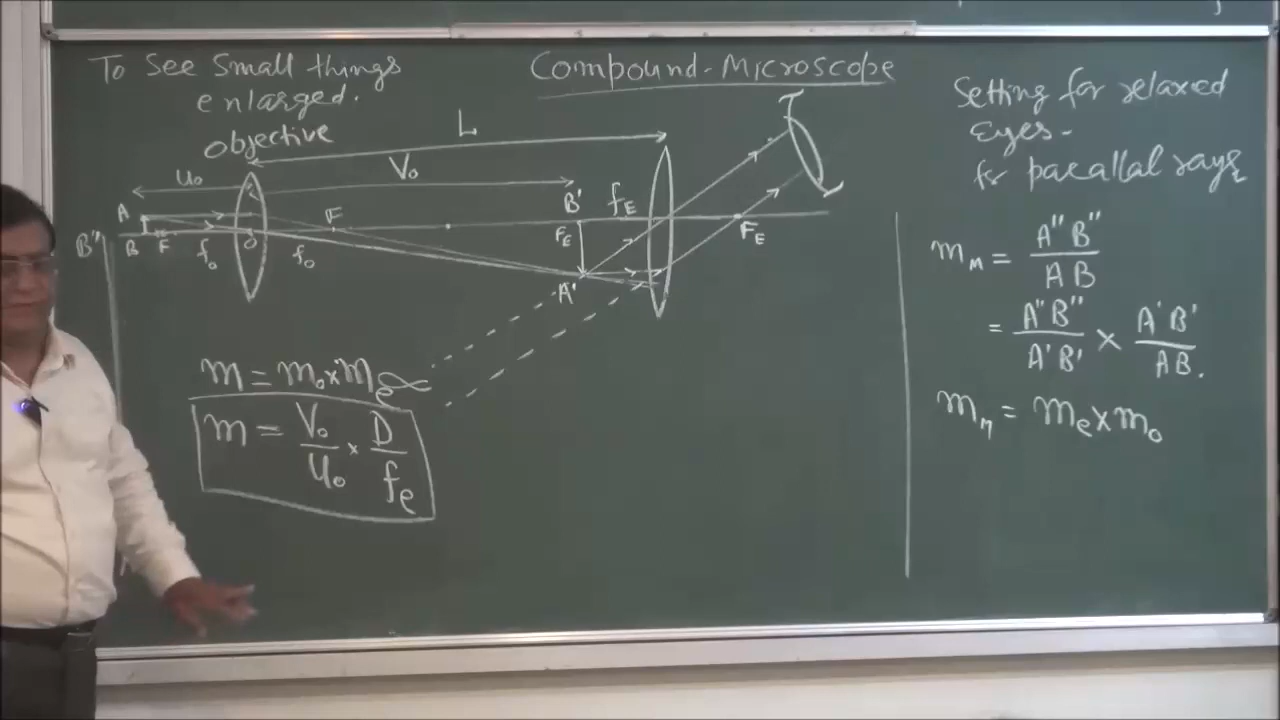 To See Small things
enlarged.
Compound-Microscope
Setting for relaxed
Eyes-
for parallal rays
objective
L
V₀
u₀
A
B
B"
F
f₀
O
f₀
F
B'
F_E
f_E
A'
F_E
m = m₀ × m_e∞
m = V₀/u₀ × D/f_e
m_M = A"B"/AB
= A"B"/A'B' × A'B'/AB.
m_M = m_e × m₀